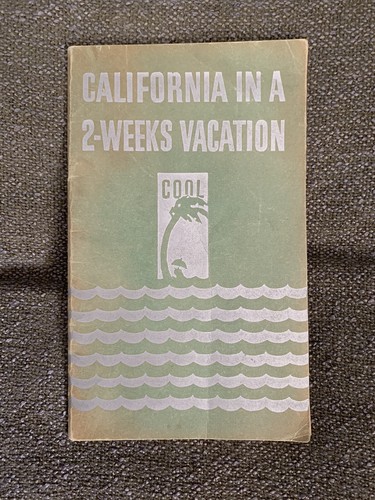 CALIFORNIA IN A
2-WEEKS VACATION
COOL